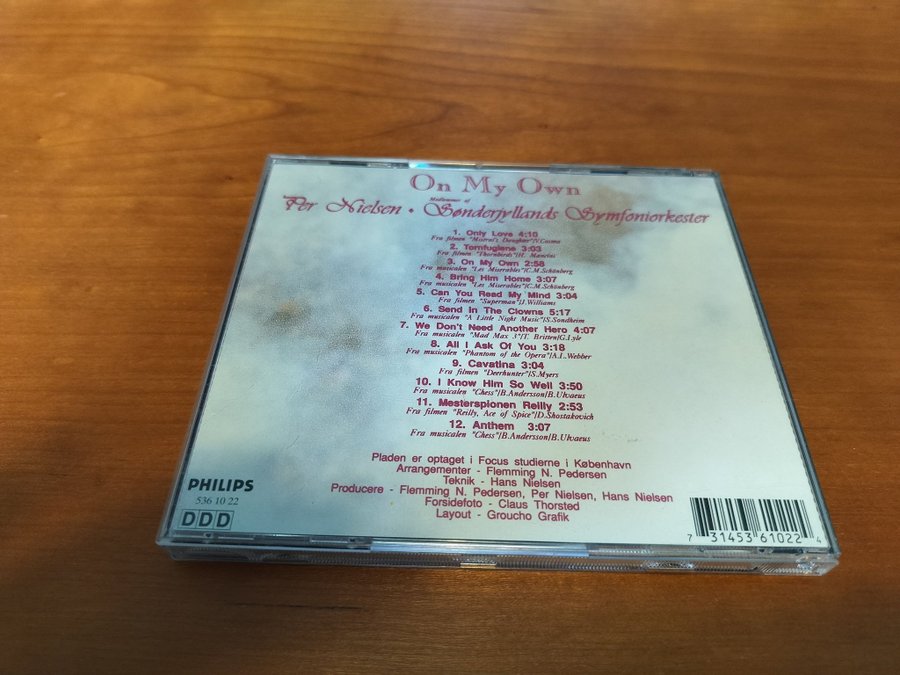 On My Own
Medlemmer af
Per Nielsen • Sønderjyllands Symfoniorkester
1. Only Love 4:10
Fra filmen "Mistral's Daughter"/V.Cosma
2. Tornfuglene 3:03
Fra filmen "Thornbirds"/H. Mancini
3. On My Own 2:58
Fra musicalen "Les Miserables"/C.M.Schönberg
4. Bring Him Home 3:07
Fra musicalen "Les Miserables"/C.M.Schönberg
5. Can You Read My Mind 3:04
Fra filmen "Superman"/J.Williams
6. Send In The Clowns 5:17
Fra musicalen "A Little Night Music"/S.Sondheim
7. We Don't Need Another Hero 4:07
Fra musicalen "Mad Max 3"/T. Britten/G.Lyle
8. All I Ask Of You 3:18
Fra musicalen "Phantom of the Opera"/A.L.Webber
9. Cavatina 3:04
Fra filmen "Deerhunter"/S.Myers
10. I Know Him So Well 3:50
Fra musicalen "Chess"/B.Andersson/B.Ulvaeus
11. Mesterspionen Reilly 2:53
Fra filmen "Reilly, Ace of Spice"/D.Shostakovich
12. Anthem 3:07
Fra musicalen "Chess"/B.Andersson/B.Ulvaeus
Pladen er optaget i Focus studierne i København
Arrangementer - Flemming N. Pedersen
Teknik - Hans Nielsen
Producere - Flemming N. Pedersen, Per Nielsen, Hans Nielsen
Forsidefoto - Claus Thorsted
Layout - Groucho Grafik
PHILIPS
536 10 22
DDD
7 31453 61022 4